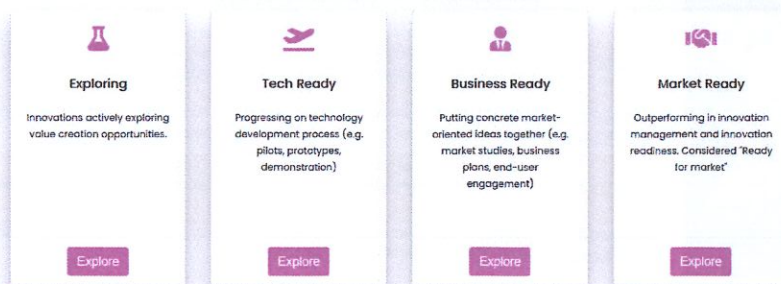 Exploring
Innovations actively exploring
value creation opportunities.
Explore
Tech Ready
Progressing on technology
development process (e.g.
pilots, prototypes,
demonstration)
Explore
Business Ready
Putting concrete market-
oriented ideas together (e.g.
market studies, business
plans, end-user
engagement)
Explore
Market Ready
Outperforming in innovation
management and innovation
readiness. Considered "Ready
for market"
Explore